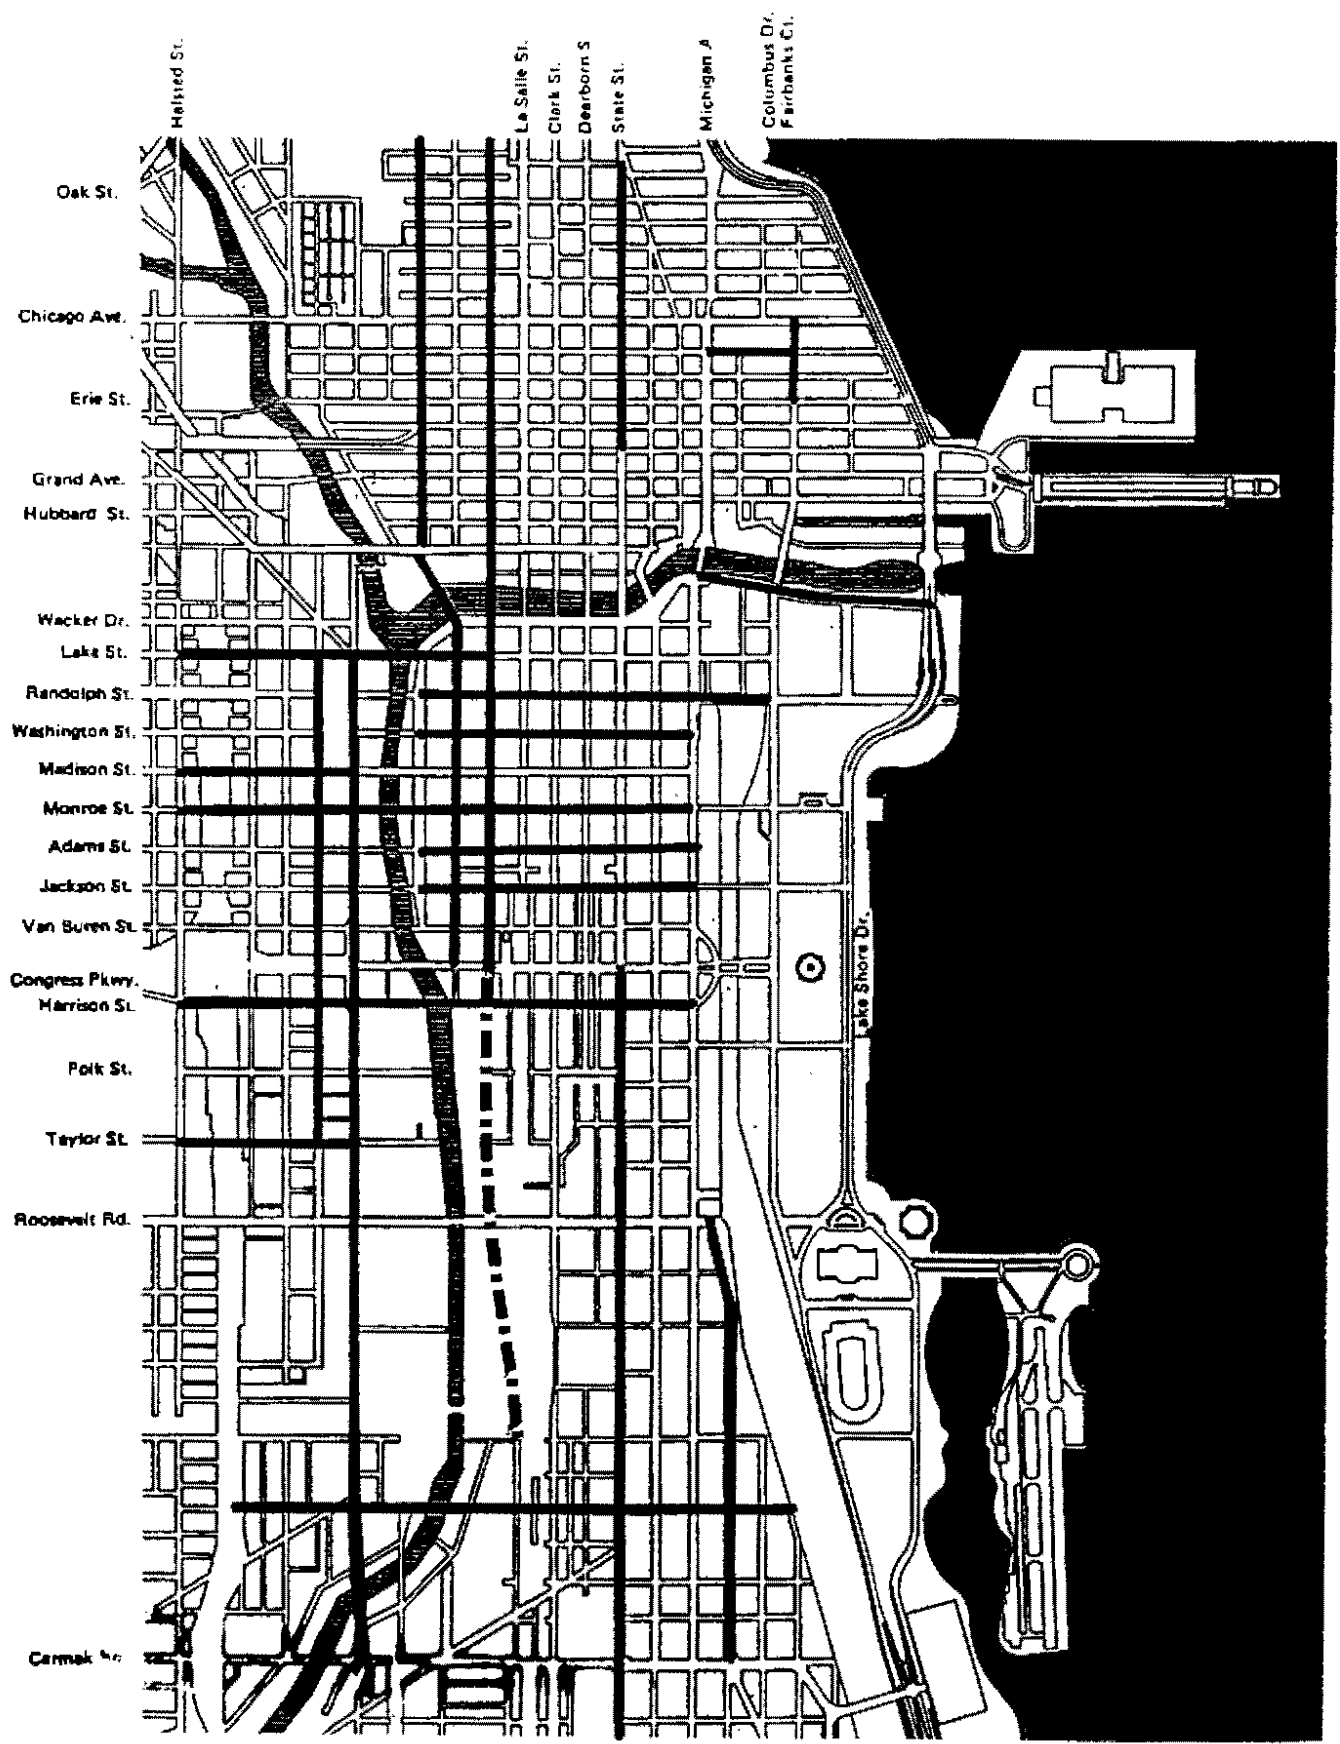 Halsted St.
La Salle St.
Clark St.
Dearborn S
State St.
Michigan A
Columbus Dr.
Fairbanks Ct.
Oak St.
Chicago Ave.
Erie St.
Grand Ave.
Hubbard St.
Wacker Dr.
Lake St.
Randolph St.
Washington St.
Madison St.
Monroe St.
Adams St.
Jackson St.
Van Buren St.
Congress Pkwy.
Harrison St.
Lake Shore Dr.
Polk St.
Taylor St.
Roosevelt Rd.
Cermak